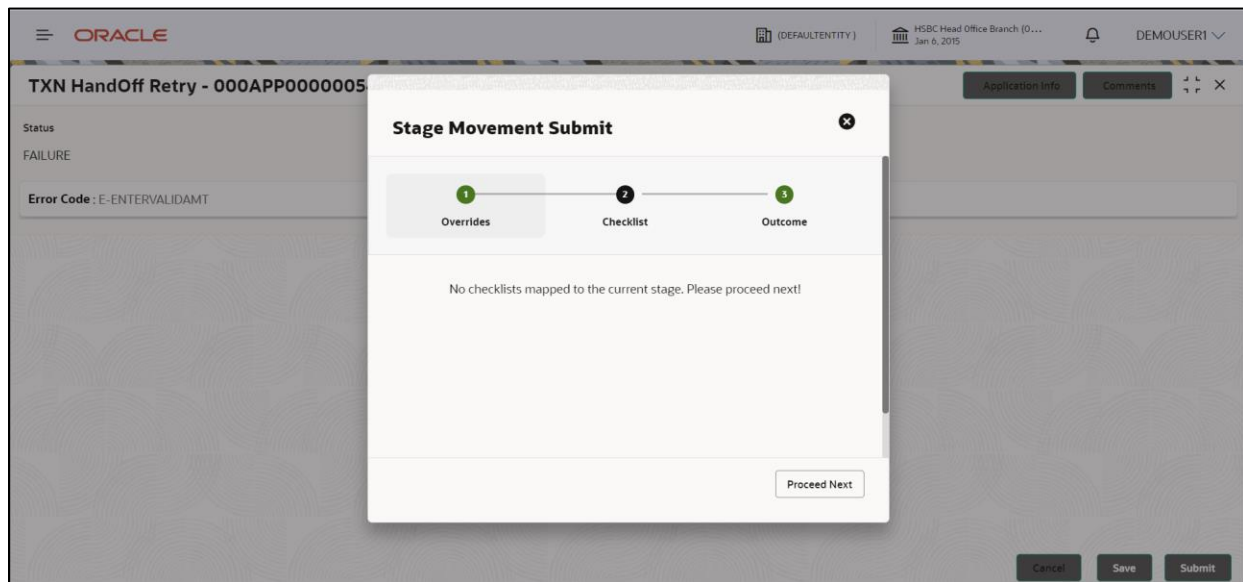 ORACLE
(DEFAULTENTITY)
HSBC Head Office Branch (0...
Jan 6, 2015
DEMOUSER1
TXN HandOff Retry - 000APP0000005
Application Info
Comments
Status
FAILURE
Error Code : E-ENTERVALIDAMT
Stage Movement Submit
1
2
3
Overrides
Checklist
Outcome
No checklists mapped to the current stage. Please proceed next!
Proceed Next
Cancel
Save
Submit